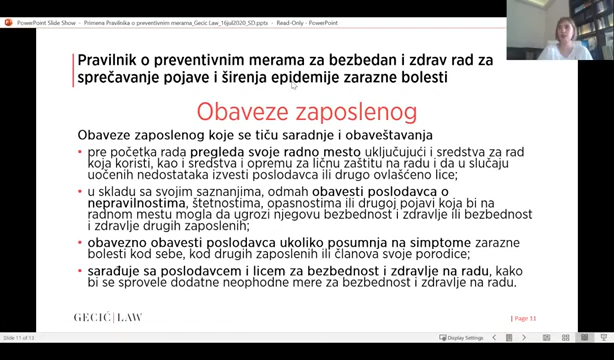 PowerPoint Slide Show - Primena Pravilnika o preventivnim merama_Gecic Law_16jul2020_SD.pptx - Read-Only - PowerPoint
Pravilnik o preventivnim merama za bezbedan i zdrav rad za
sprečavanje pojave i širenja epidemije zarazne bolesti
Obaveze zaposlenog
Obaveze zaposlenog koje se tiču saradnje i obaveštavanja
• pre početka rada pregleda svoje radno mesto uključujući i sredstva za rad
koja koristi, kao i sredstva i opremu za ličnu zaštitu na radu i da u slučaju
uočenih nedostataka izvesti poslodavca ili drugo ovlašćeno lice;
• u skladu sa svojim saznanjima, odmah obavesti poslodavca o
nepravilnostima, štetnostima, opasnostima ili drugoj pojavi koja bi na
radnom mestu mogla da ugrozi njegovu bezbednost i zdravlje ili bezbednost
i zdravlje drugih zaposlenih;
• obavezno obavesti poslodavca ukoliko posumnja na simptome zarazne
bolesti kod sebe, kod drugih zaposlenih ili članova svoje porodice;
• sarađuje sa poslodavcem i licem za bezbednost i zdravlje na radu, kako
bi se sprovele dodatne neophodne mere za bezbednost i zdravlje na radu.
GECIĆ|LAW
| Page 11
Slide 11 of 13
Display Settings